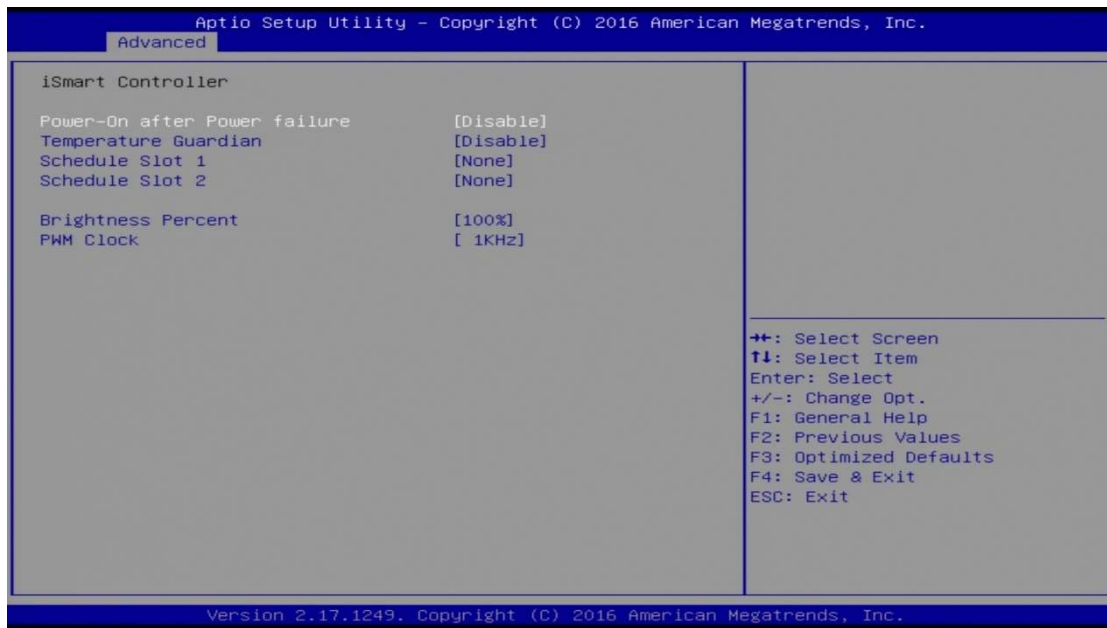 Aptio Setup Utility – Copyright (C) 2016 American Megatrends, Inc.
Advanced
iSmart Controller
Power-On after Power failure [Disable]
Temperature Guardian [Disable]
Schedule Slot 1 [None]
Schedule Slot 2 [None]
Brightness Percent [100%]
PWM Clock [ 1KHz]
→←: Select Screen
↑↓: Select Item
Enter: Select
+/-: Change Opt.
F1: General Help
F2: Previous Values
F3: Optimized Defaults
F4: Save & Exit
ESC: Exit
Version 2.17.1249. Copyright (C) 2016 American Megatrends, Inc.